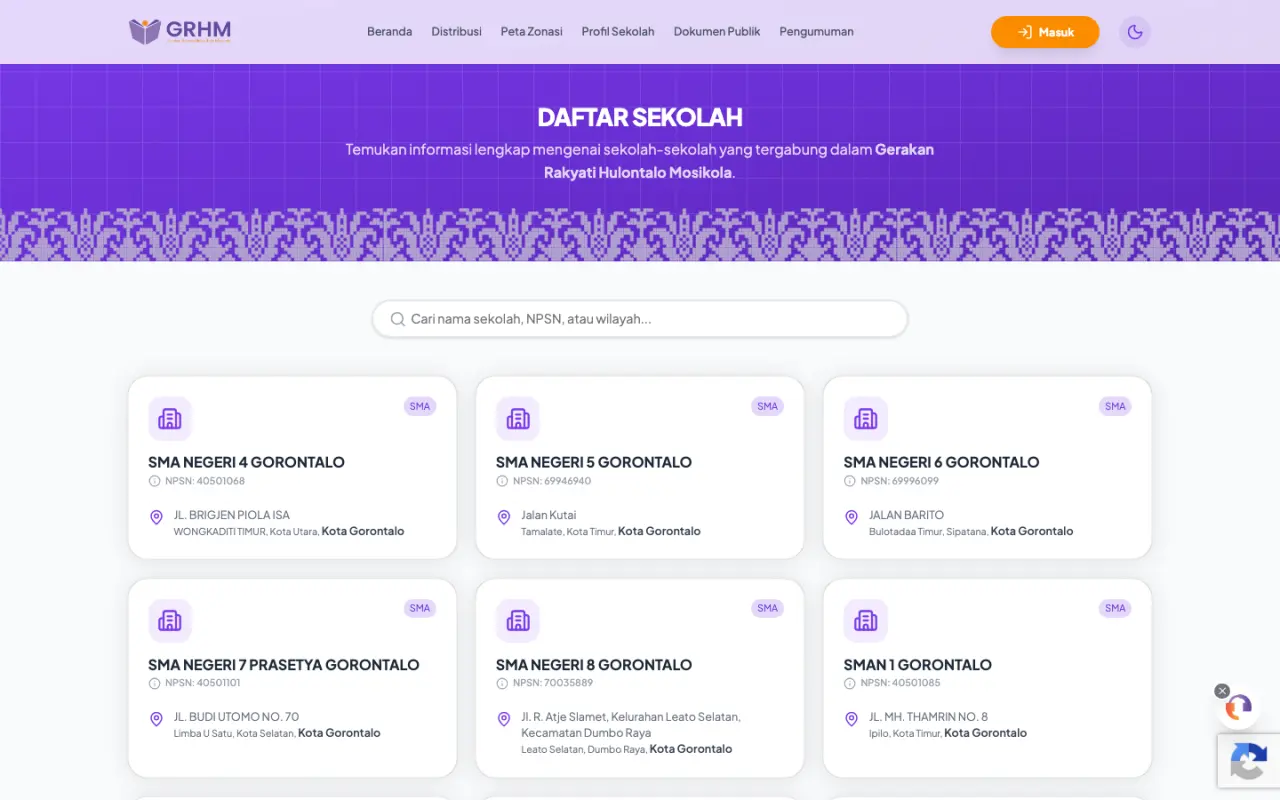 GRHM
Beranda
Distribusi
Peta Zonasi
Profil Sekolah
Dokumen Publik
Pengumuman
Masuk
DAFTAR SEKOLAH
Temukan informasi lengkap mengenai sekolah-sekolah yang tergabung dalam Gerakan
Rakyati Hulontalo Mosikola.
Cari nama sekolah, NPSN, atau wilayah...
SMA
SMA NEGERI 4 GORONTALO
NPSN: 40501068
JL. BRIGJEN PIOLA ISA
WONGKADITI TIMUR, Kota Utara, Kota Gorontalo
SMA
SMA NEGERI 5 GORONTALO
NPSN: 69946940
Jalan Kutai
Tamalate, Kota Timur, Kota Gorontalo
SMA
SMA NEGERI 6 GORONTALO
NPSN: 69996099
JALAN BARITO
Bulotadaa Timur, Sipatana, Kota Gorontalo
SMA
SMA NEGERI 7 PRASETYA GORONTALO
NPSN: 40501101
JL. BUDI UTOMO NO. 70
Limba U Satu, Kota Selatan, Kota Gorontalo
SMA
SMA NEGERI 8 GORONTALO
NPSN: 70035889
Jl. R. Atje Slamet, Kelurahan Leato Selatan,
Kecamatan Dumbo Raya
Leato Selatan, Dumbo Raya, Kota Gorontalo
SMA
SMAN 1 GORONTALO
NPSN: 40501085
JL. MH. THAMRIN NO. 8
Ipilo, Kota Timur, Kota Gorontalo